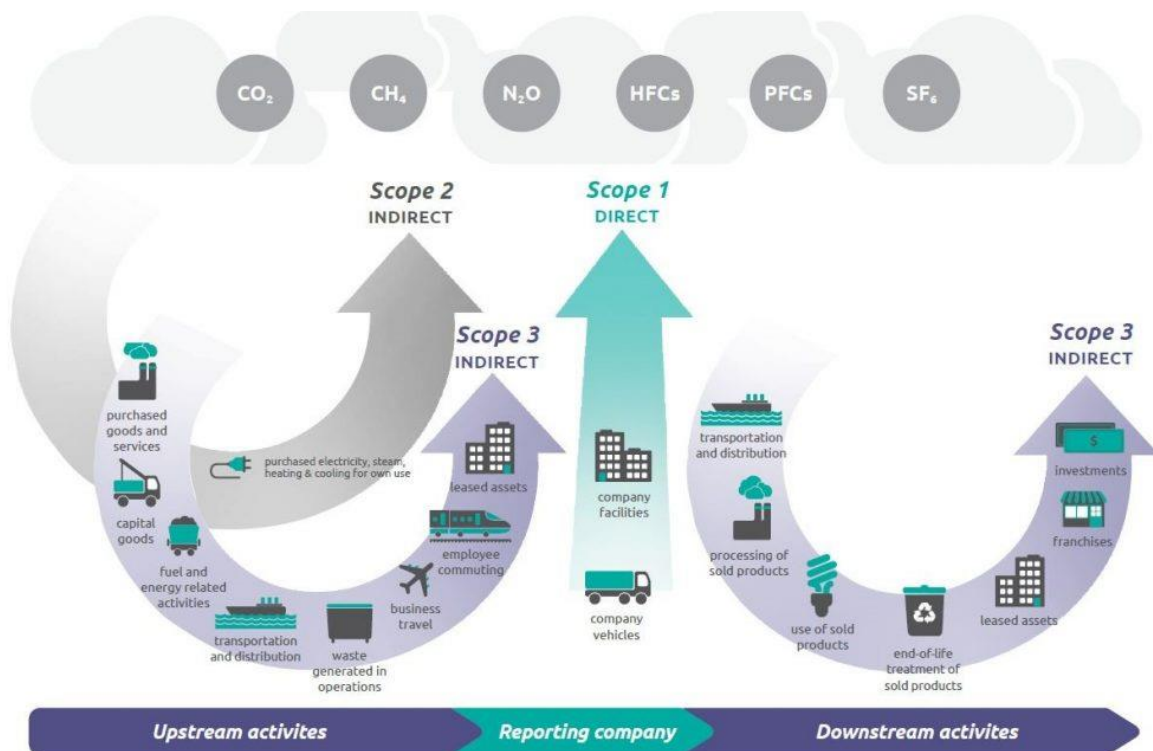 CO₂
CH₄
N₂O
HFCs
PFCs
SF₆
Scope 2
INDIRECT
Scope 1
DIRECT
Scope 3
INDIRECT
Scope 3
INDIRECT
purchased
goods and
services
capital
goods
fuel and
energy related
activities
transportation
and distribution
waste
generated in
operations
business
travel
employee
commuting
leased assets
purchased electricity, steam,
heating & cooling for own use
company
facilities
company
vehicles
transportation
and distribution
processing of
sold products
use of sold
products
end-of-life
treatment of
sold products
leased assets
franchises
$
investments
Upstream activites
Reporting company
Downstream activites